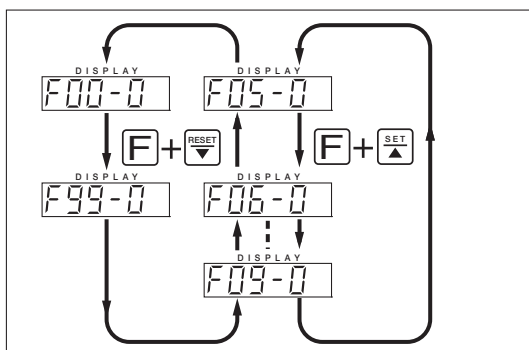 DISPLAY
F00-0
DISPLAY
F05-0
F + RESET ▼
F + SET ▲
DISPLAY
F99-0
DISPLAY
F06-0
DISPLAY
F09-0